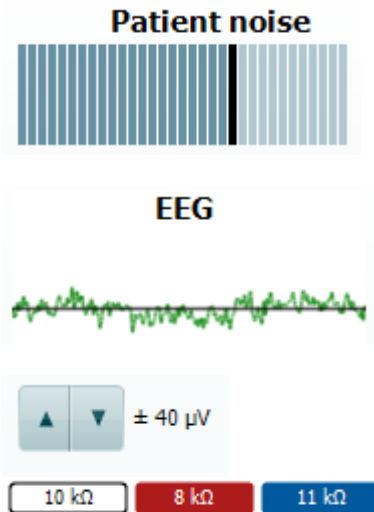 Patient noise
EEG
± 40 µV
10 kΩ 8 kΩ 11 kΩ